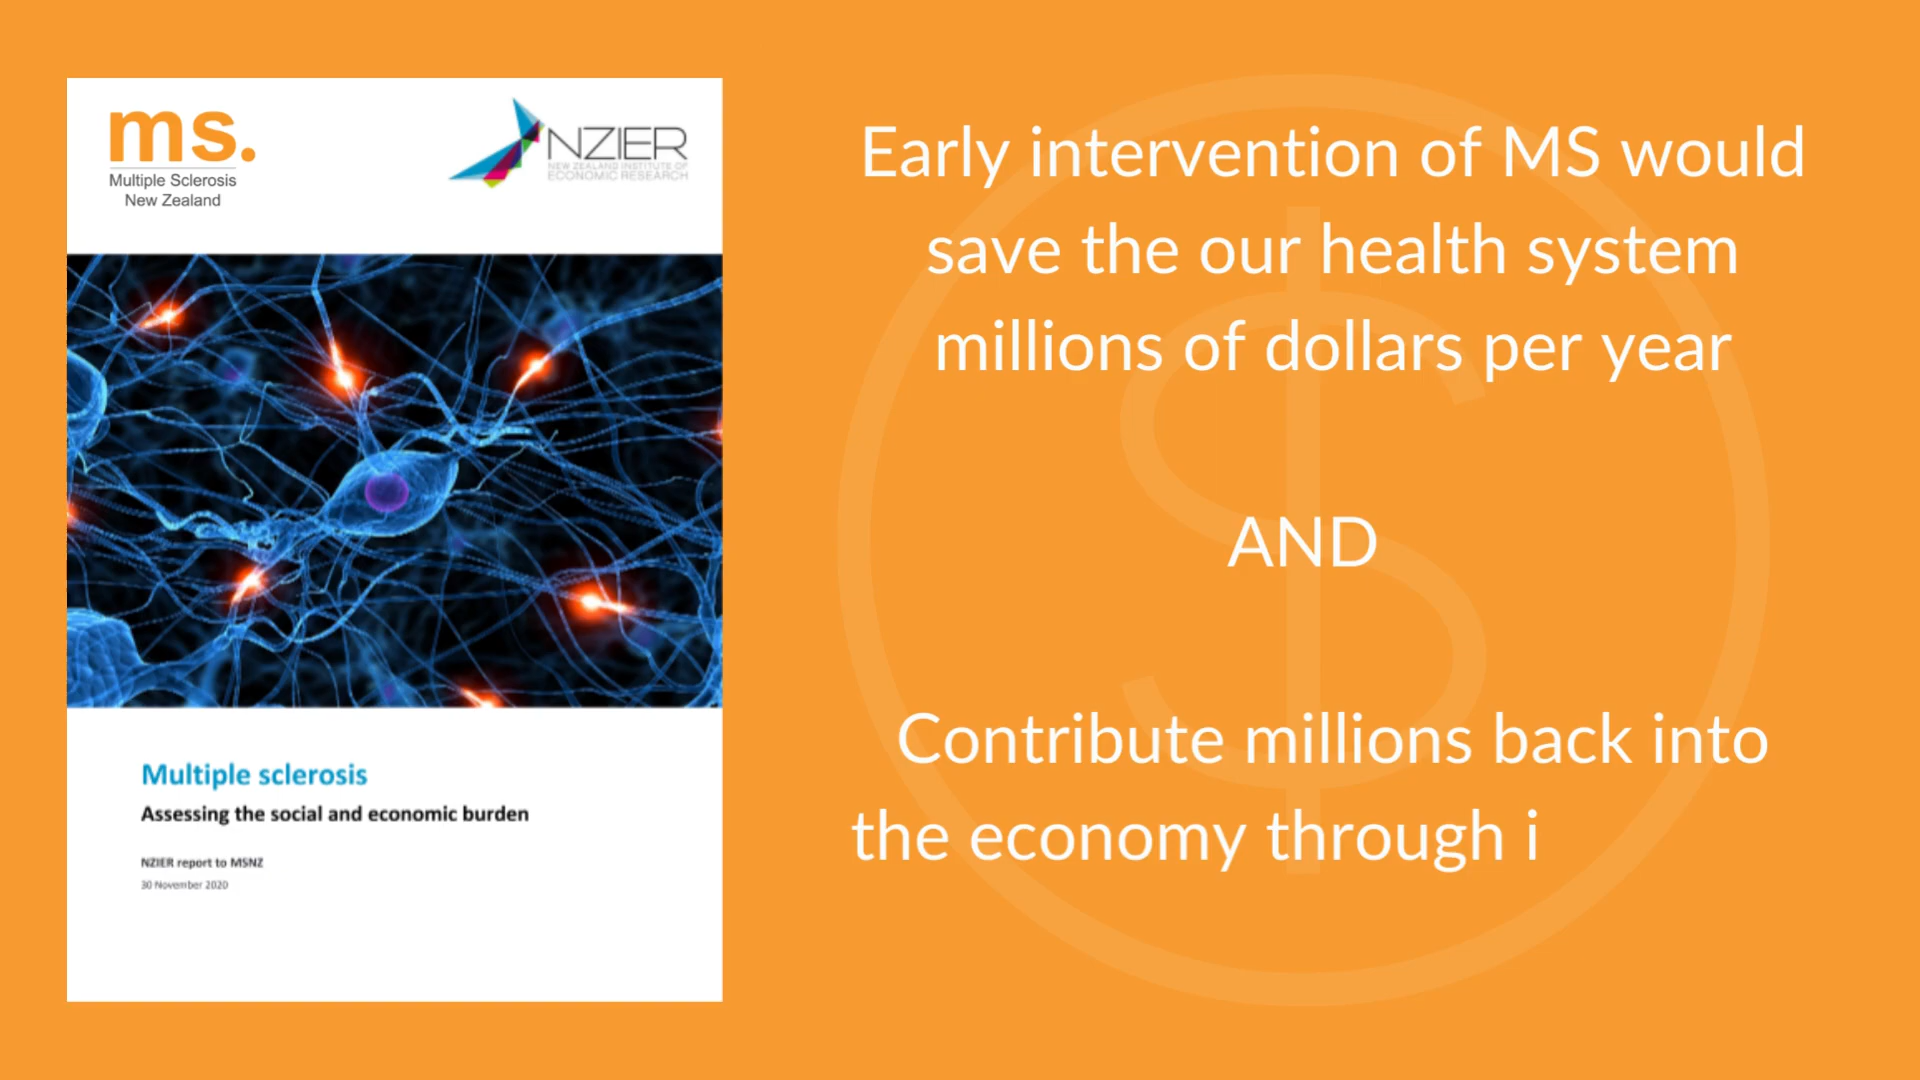 ms.
Multiple Sclerosis
New Zealand
NZIER
NEW ZEALAND INSTITUTE OF
ECONOMIC RESEARCH
Multiple sclerosis
Assessing the social and economic burden
NZIER report to MSNZ
30 November 2020
Early intervention of MS would
save the our health system
millions of dollars per year
AND
Contribute millions back into
the economy through i